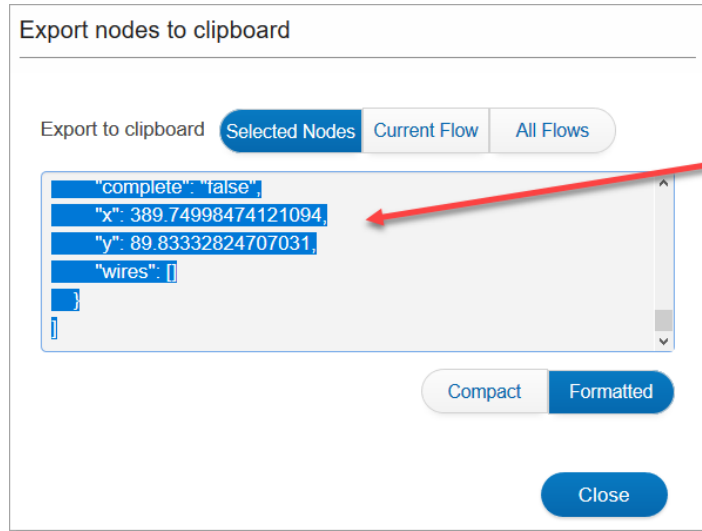 Export nodes to clipboard
Export to clipboard Selected Nodes Current Flow All Flows
"complete": "false",
"x": 389.74998474121094,
"y": 89.83332824707031,
"wires": []
}
]
Compact Formatted
Close